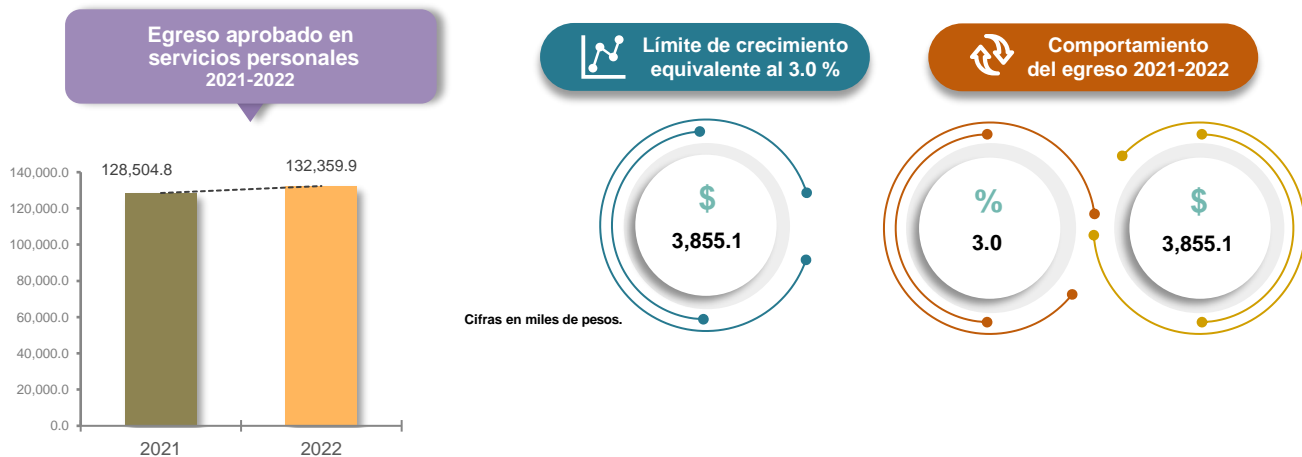 Egreso aprobado en
servicios personales
2021-2022
140,000.0
120,000.0
100,000.0
80,000.0
60,000.0
40,000.0
20,000.0
0.0
128,504.8
132,359.9
2021
2022
Límite de crecimiento
equivalente al 3.0 %
$
3,855.1
Cifras en miles de pesos.
Comportamiento
del egreso 2021-2022
%
3.0
$
3,855.1